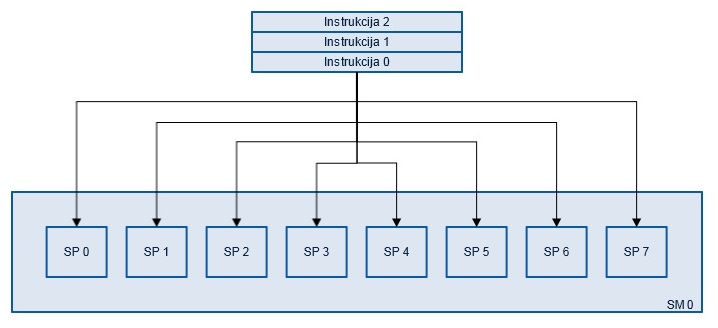 Instrukcija 2
Instrukcija 1
Instrukcija 0
SP 0 SP 1 SP 2 SP 3 SP 4 SP 5 SP 6 SP 7
SM 0